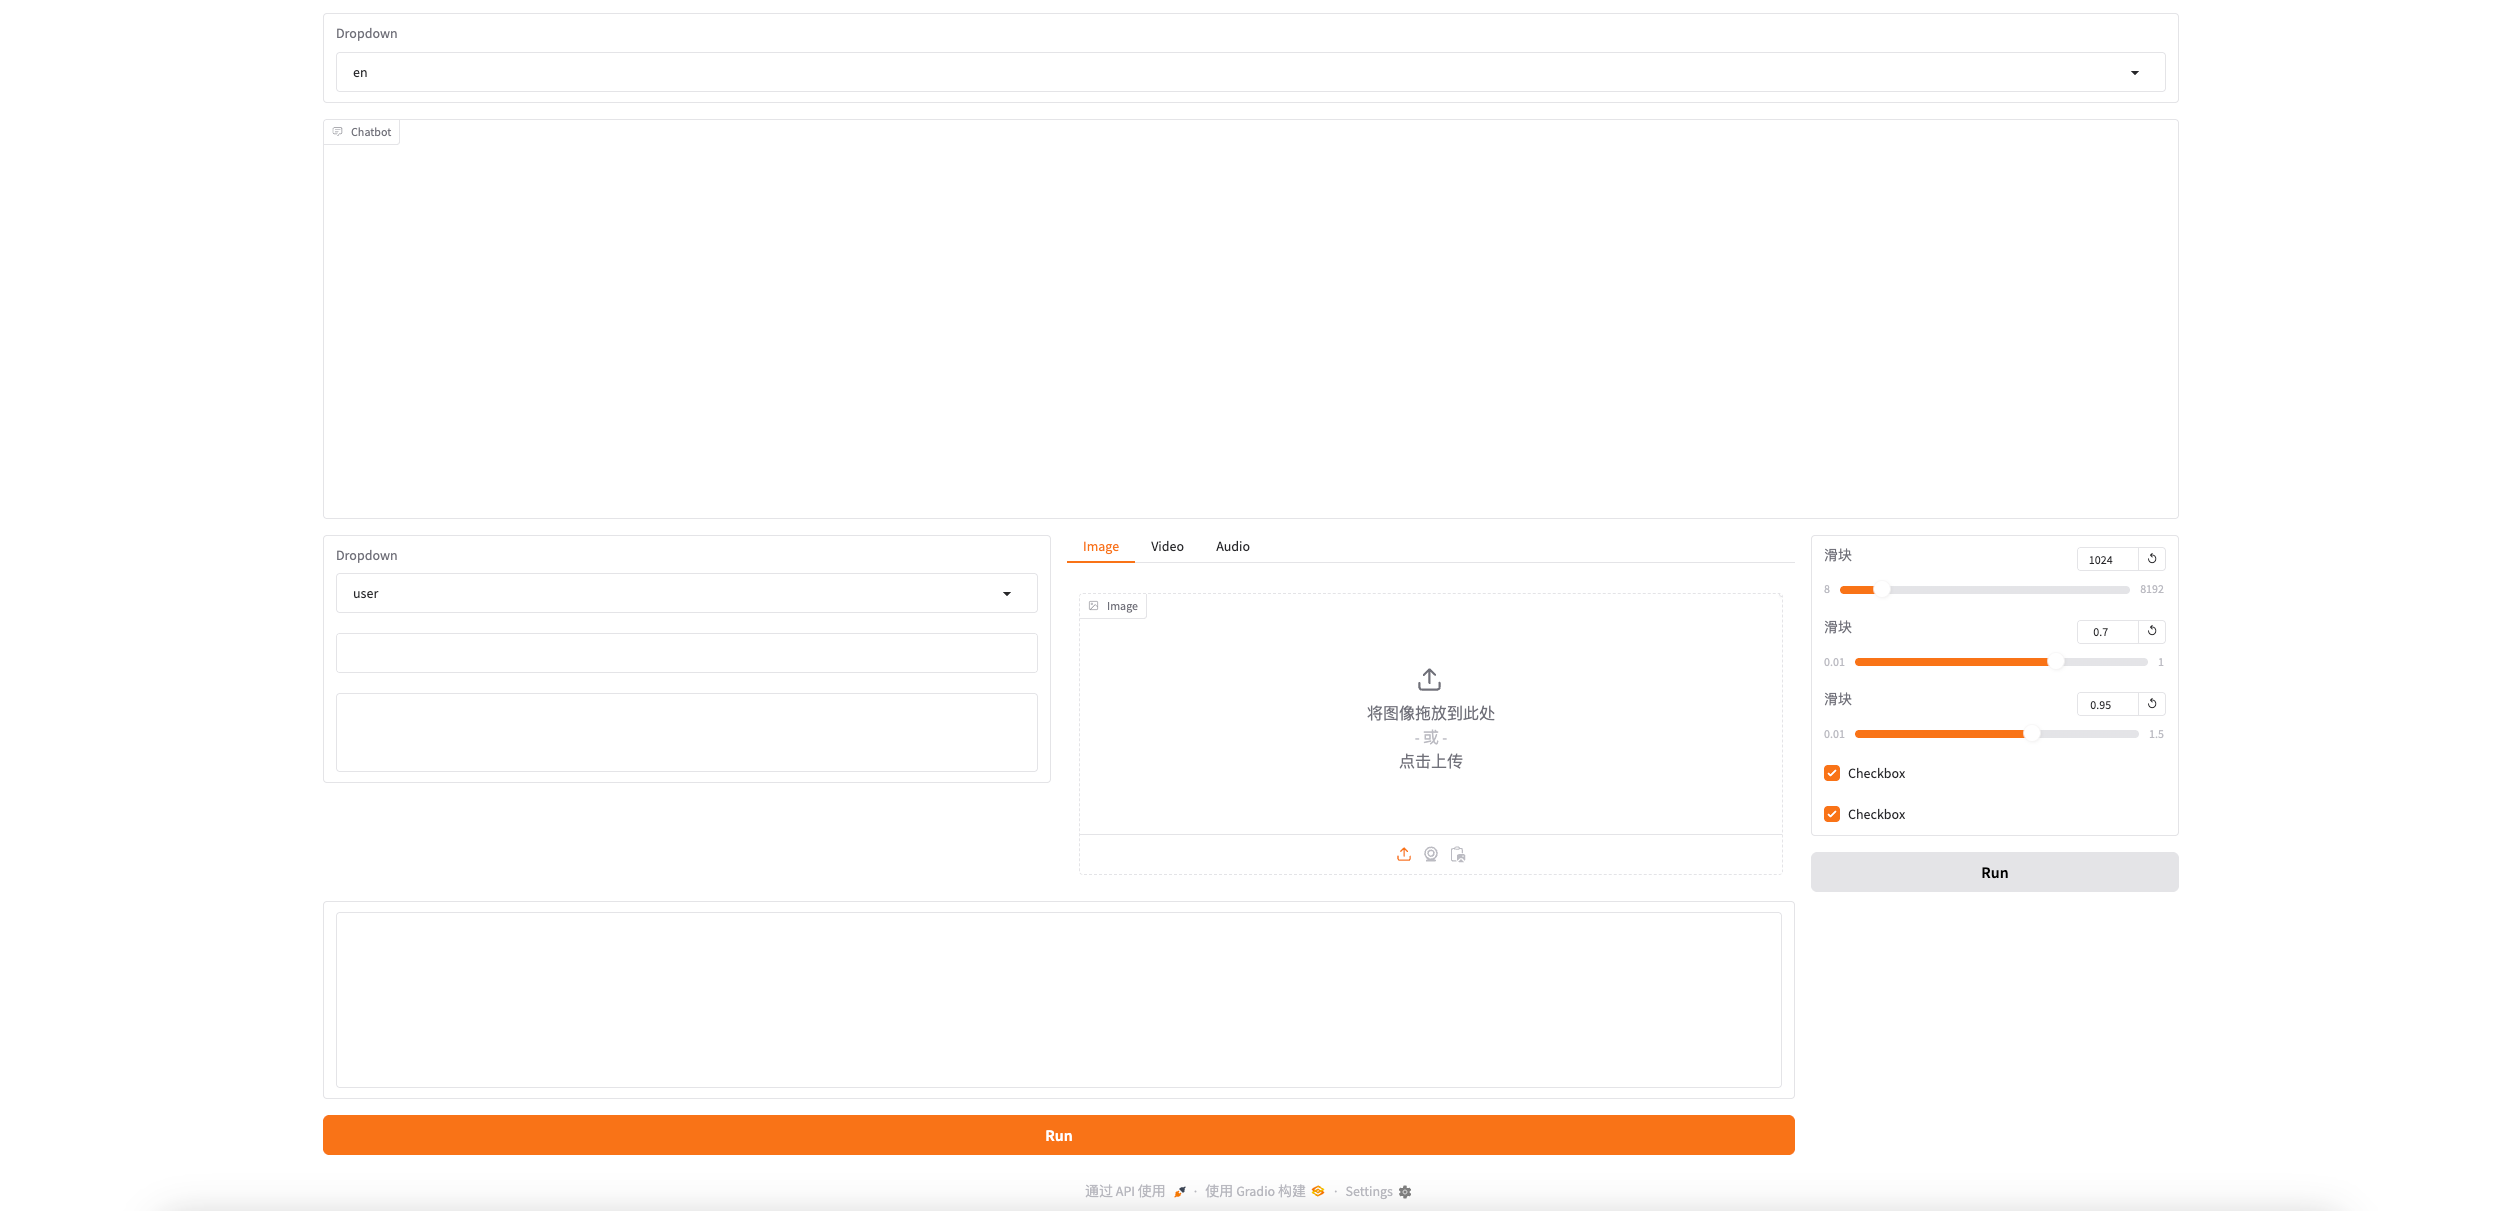 Dropdown
en
Chatbot
Dropdown
user
Image
Video
Audio
Image
将图像拖放到此处
- 或 -
点击上传
滑块
1024
8
8192
滑块
0.7
0.01
1
滑块
0.95
0.01
1.5
Checkbox
Checkbox
Run
Run
通过 API 使用 · 使用 Gradio 构建 · Settings